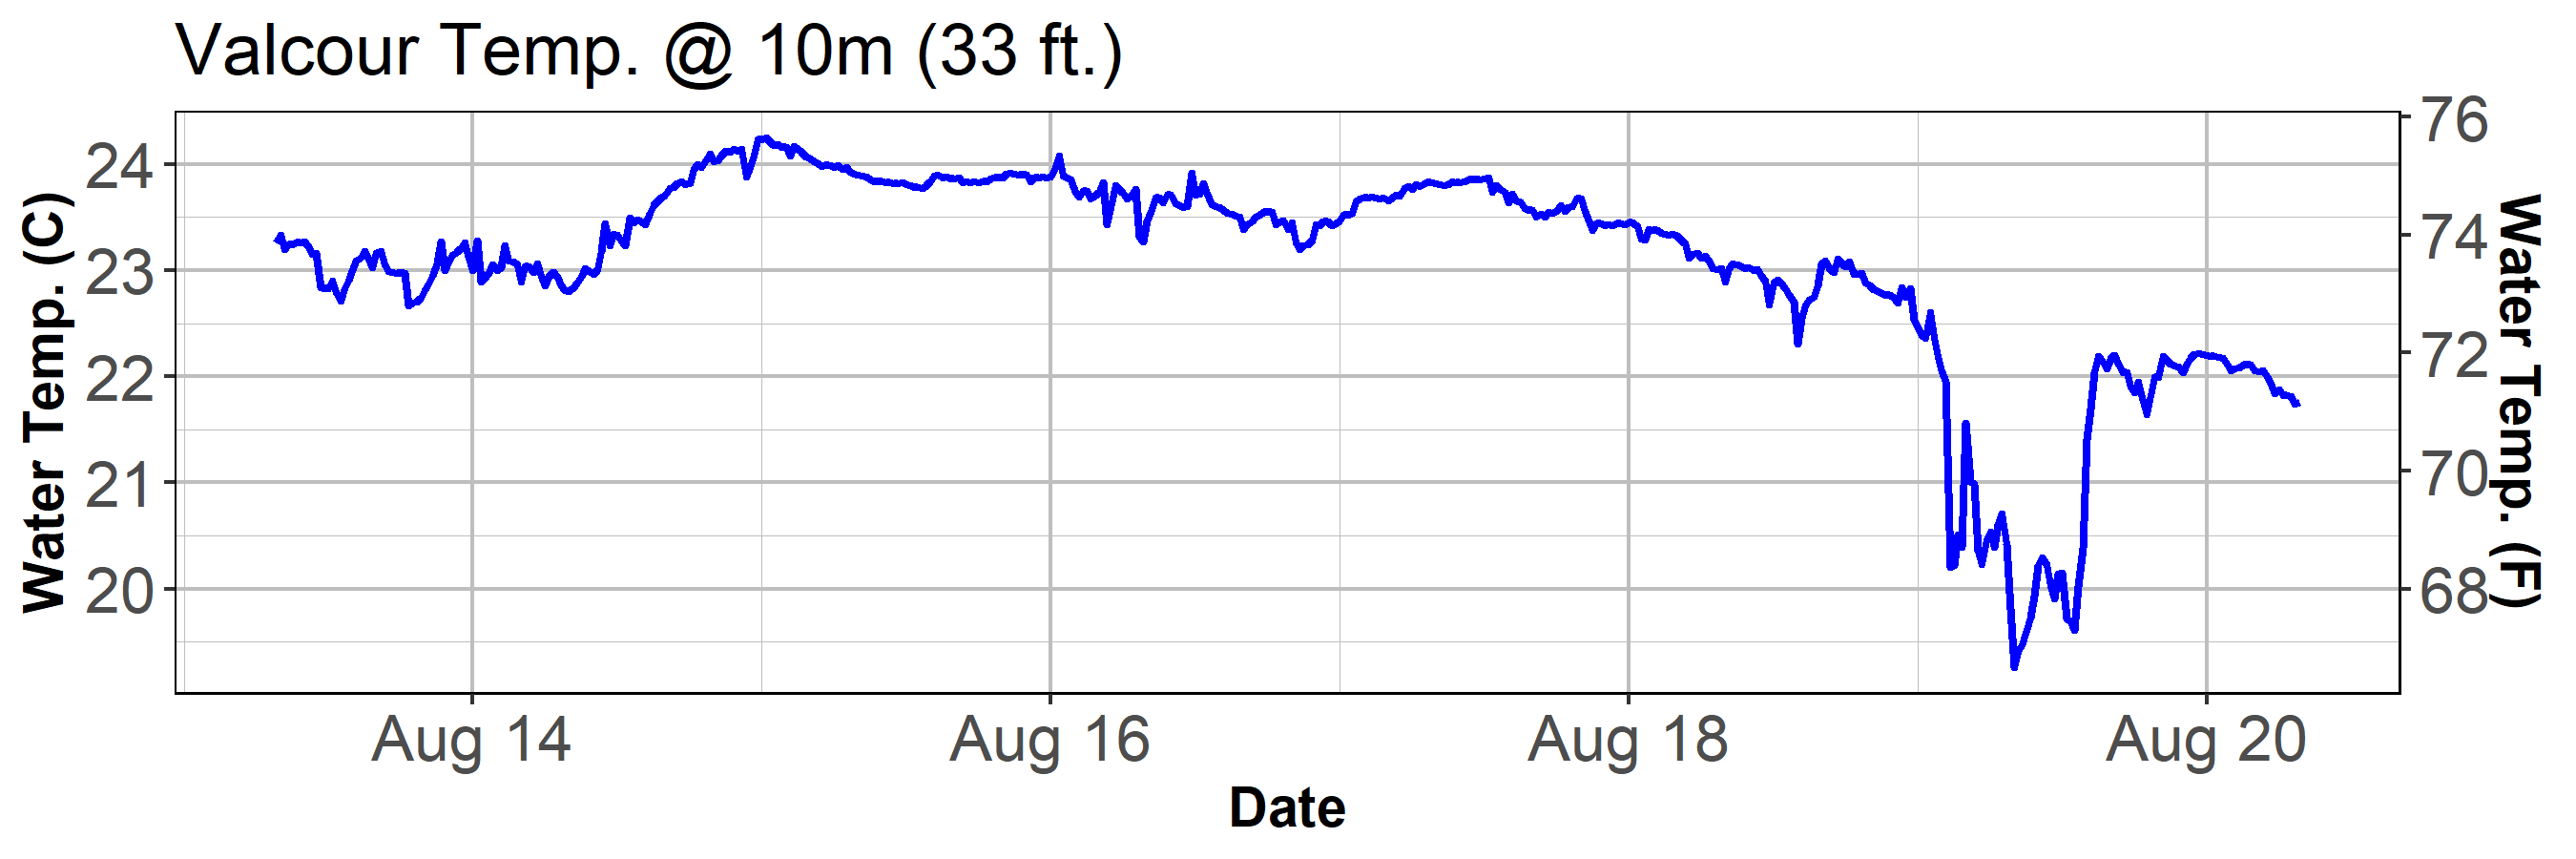 Valcour Temp. @ 10m (33 ft.)
Water Temp. (C)
24
23
22
21
20
76
74
72
70
68
Water Temp. (F)
Aug 14
Aug 16
Aug 18
Aug 20
Date